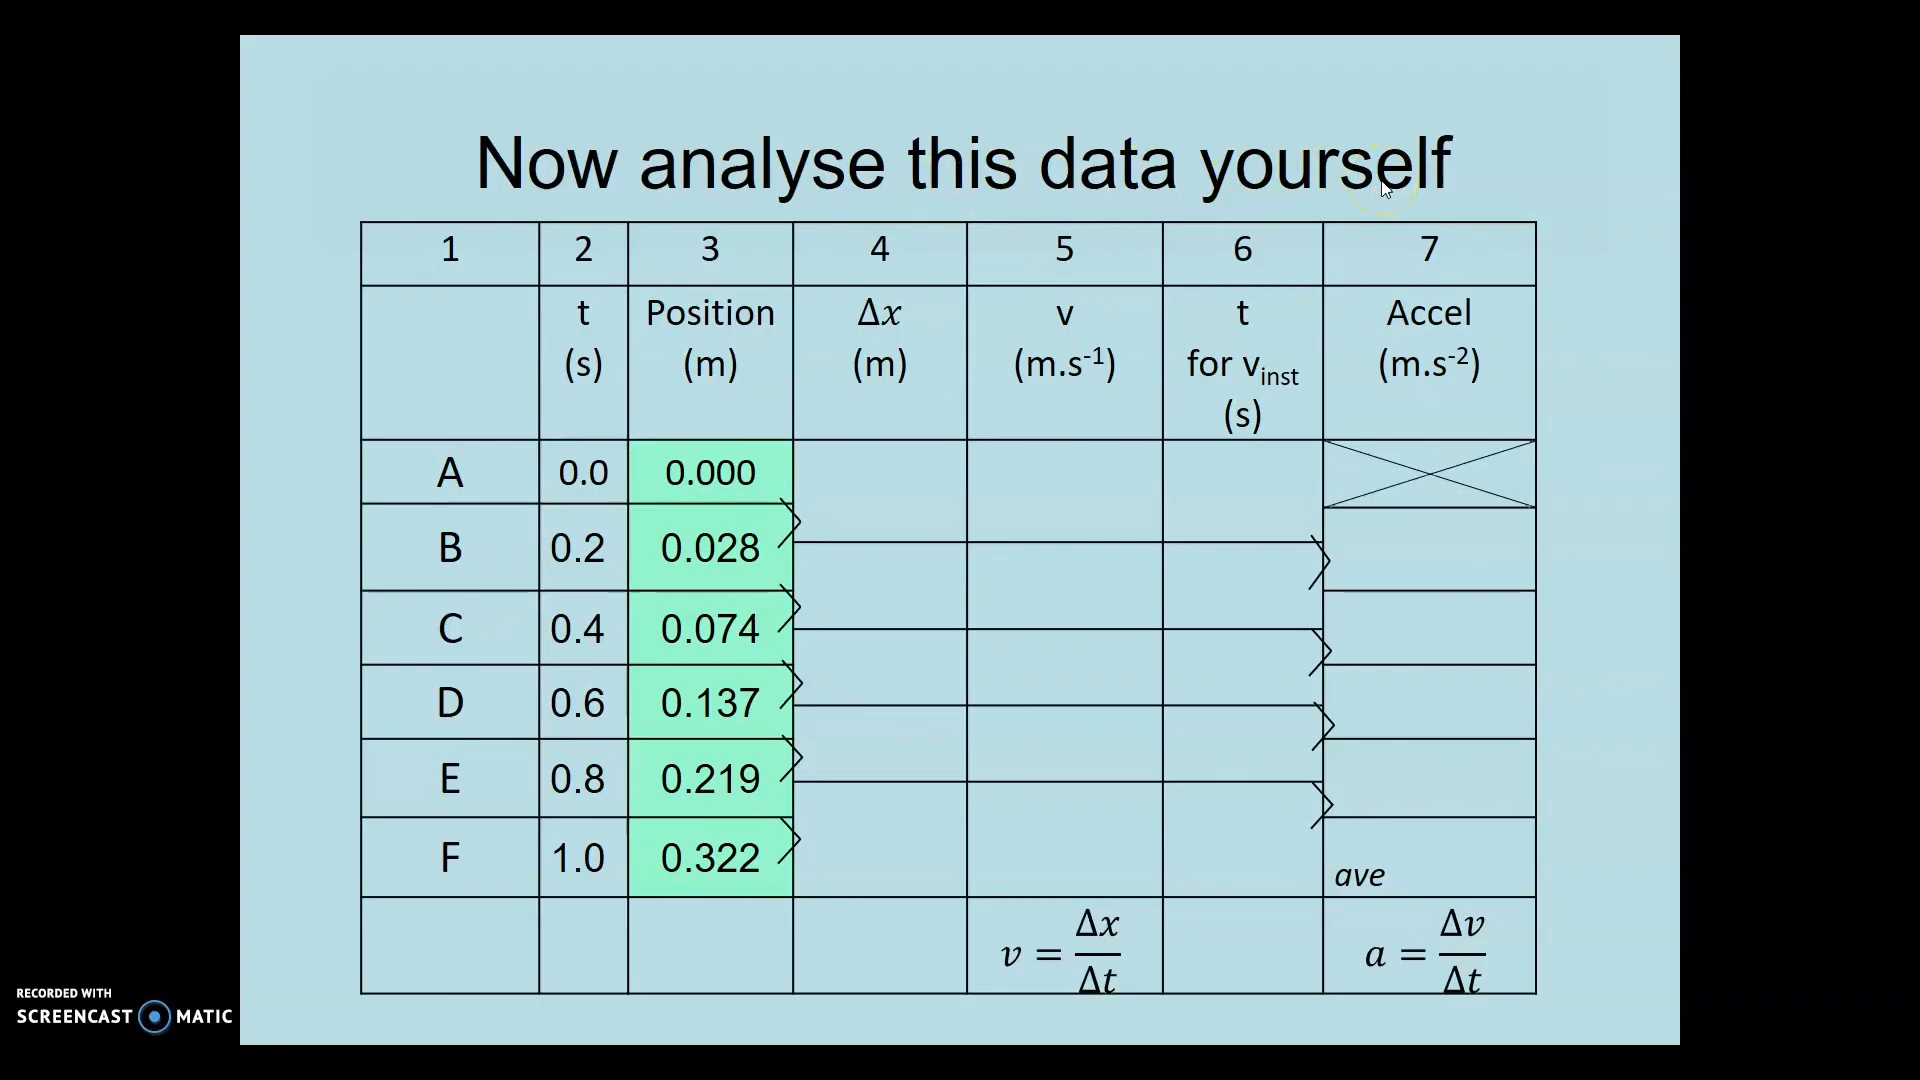 Now analyse this data yourself
1 2 3 4 5 6 7
t Position Δx v t Accel
(s) (m) (m) (m.s⁻¹) for vinst (m.s⁻²)
(s)
A 0.0 0.000
B 0.2 0.028
C 0.4 0.074
D 0.6 0.137
E 0.8 0.219
F 1.0 0.322
ave
v = Δx/Δt a = Δv/Δt
RECORDED WITH
SCREENCAST MATIC